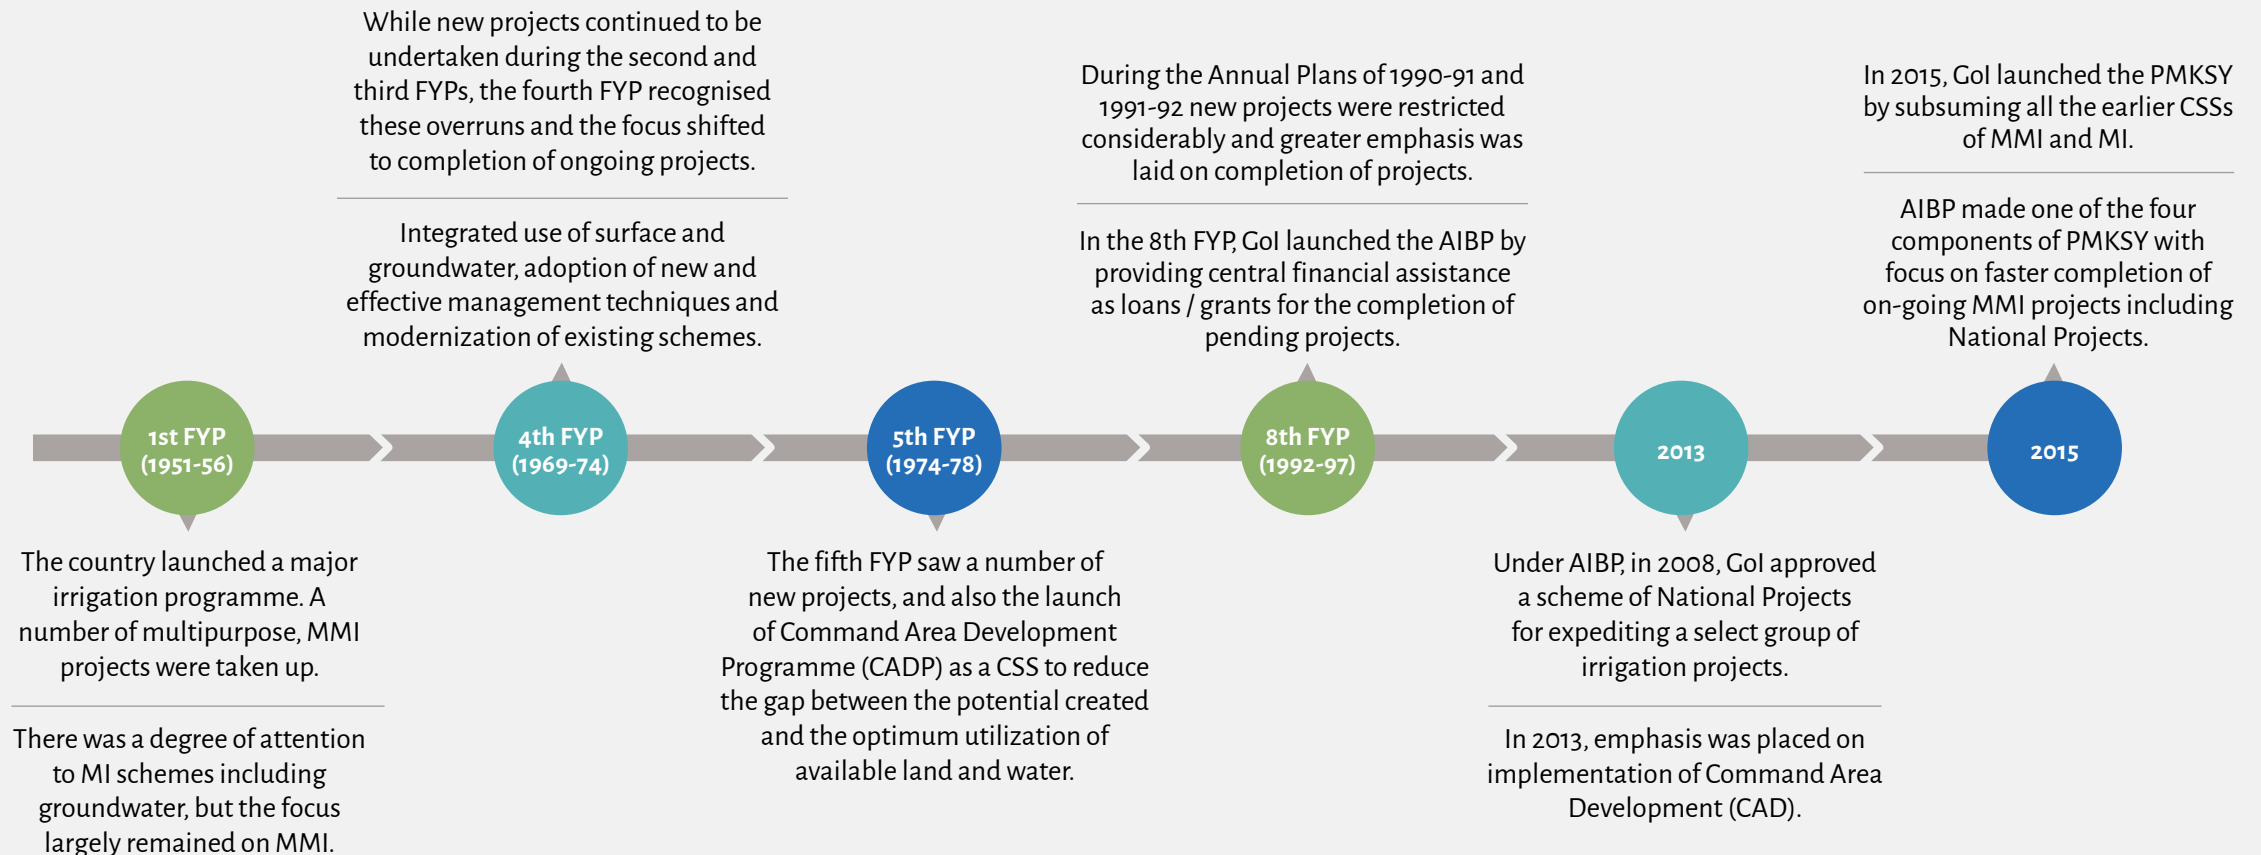 While new projects continued to be
undertaken during the second and
third FYPs, the fourth FYP recognised
these overruns and the focus shifted
to completion of ongoing projects.
Integrated use of surface and
groundwater, adoption of new and
effective management techniques and
modernization of existing schemes.
During the Annual Plans of 1990-91 and
1991-92 new projects were restricted
considerably and greater emphasis was
laid on completion of projects.
In the 8th FYP, GoI launched the AIBP by
providing central financial assistance
as loans / grants for the completion of
pending projects.
In 2015, GoI launched the PMKSY
by subsuming all the earlier CSSs
of MMI and MI.
AIBP made one of the four
components of PMKSY with
focus on faster completion of
on-going MMI projects including
National Projects.
1st FYP
(1951-56)
4th FYP
(1969-74)
5th FYP
(1974-78)
8th FYP
(1992-97)
2013
2015
The country launched a major
irrigation programme. A
number of multipurpose, MMI
projects were taken up.
There was a degree of attention
to MI schemes including
groundwater, but the focus
largely remained on MMI.
The fifth FYP saw a number of
new projects, and also the launch
of Command Area Development
Programme (CADP) as a CSS to reduce
the gap between the potential created
and the optimum utilization of
available land and water.
Under AIBP, in 2008, GoI approved
a scheme of National Projects
for expediting a select group of
irrigation projects.
In 2013, emphasis was placed on
implementation of Command Area
Development (CAD).